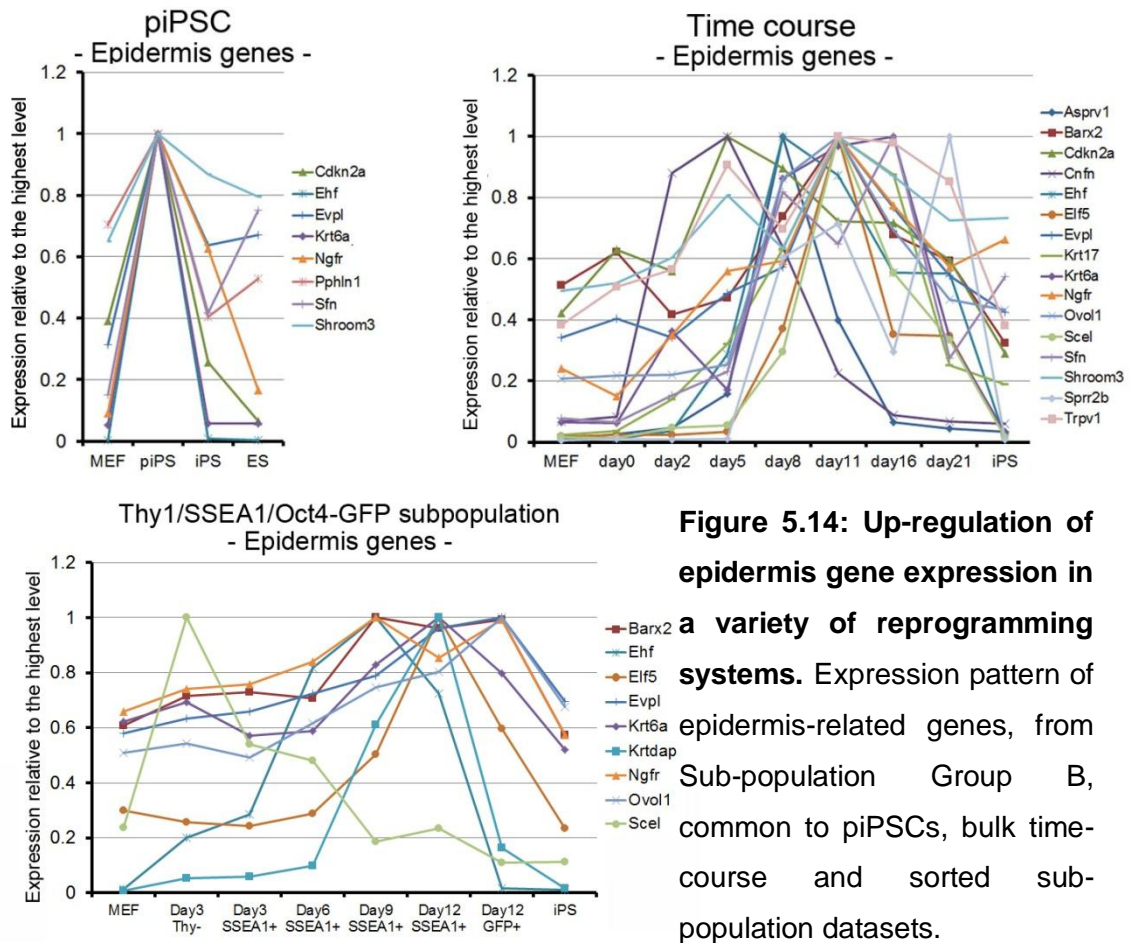 piPSC
- Epidermis genes -
Expression relative to the highest level
1.2
1
0.8
0.6
0.4
0.2
0
MEF piPS iPS ES
Cdkn2a
Ehf
Evpl
Krt6a
Ngfr
Pphln1
Sfn
Shroom3
Time course
- Epidermis genes -
Expression relative to the highest level
1.2
1
0.8
0.6
0.4
0.2
0
MEF day0 day2 day5 day8 day11 day16 day21 iPS
Asprv1
Barx2
Cdkn2a
Cnfn
Ehf
Elf5
Evpl
Krt17
Krt6a
Ngfr
Ovol1
Scel
Sfn
Shroom3
Sprr2b
Trpv1
Thy1/SSEA1/Oct4-GFP subpopulation
- Epidermis genes -
Expression relative to the highest level
1.2
1
0.8
0.6
0.4
0.2
0
MEF Day3 Day3 Day6 Day9 Day12 Day12 iPS
Thy- SSEA1+ SSEA1+ SSEA1+ SSEA1+ GFP+
Barx2
Ehf
Elf5
Evpl
Krt6a
Krtdap
Ngfr
Ovol1
Scel
Figure 5.14: Up-regulation of
epidermis gene expression in
a variety of reprogramming
systems. Expression pattern of
epidermis-related genes, from
Sub-population Group B,
common to piPSCs, bulk time-
course and sorted sub-
population datasets.